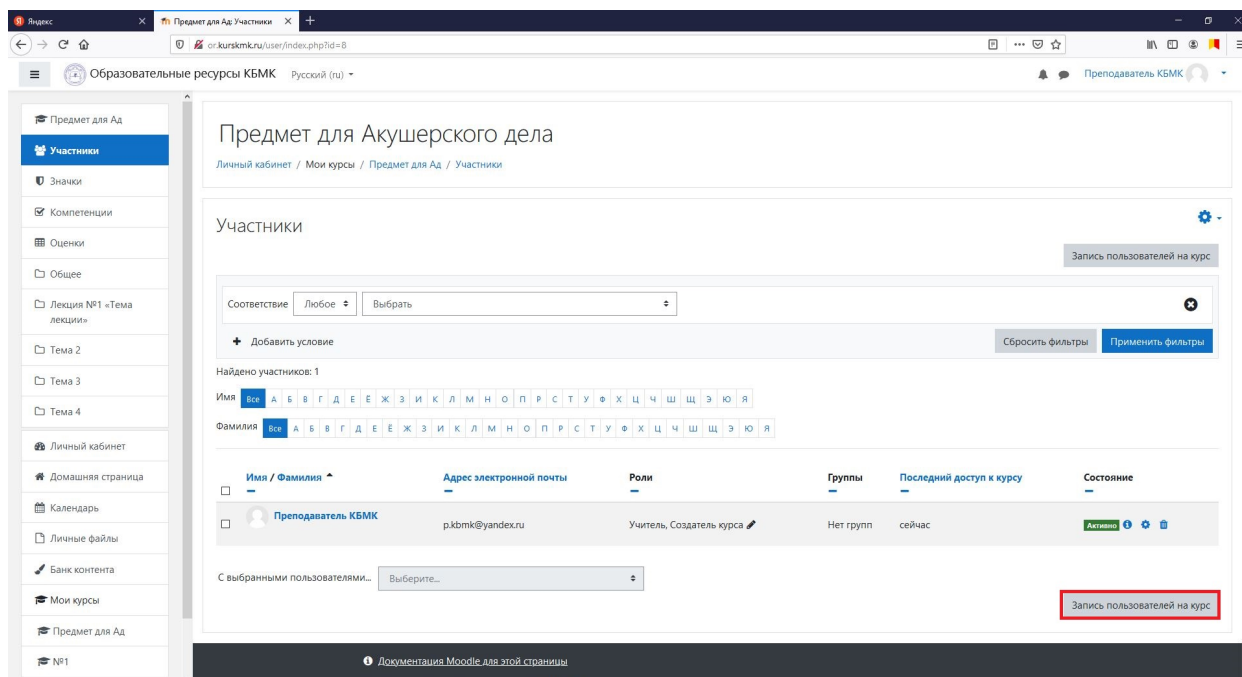 Яндекс
Предмет для Ад: Участники
or.kurskmk.ru/user/index.php?id=8
Образовательные ресурсы КБМК Русский (ru)
Преподаватель КБМК
Предмет для Ад
Участники
Значки
Компетенции
Оценки
Общее
Лекция №1 «Тема
лекции»
Тема 2
Тема 3
Тема 4
Личный кабинет
Домашняя страница
Календарь
Личные файлы
Банк контента
Мои курсы
Предмет для Ад
№1
Предмет для Акушерского дела
Личный кабинет / Мои курсы / Предмет для Ад / Участники
Участники
Запись пользователей на курс
Соответствие Любое Выбрать
Добавить условие Сбросить фильтры Применить фильтры
Найдено участников: 1
Имя Все А Б В Г Д Е Ё Ж З И К Л М Н О П Р С Т У Ф Х Ц Ч Ш Щ Э Ю Я
Фамилия Все А Б В Г Д Е Ё Ж З И К Л М Н О П Р С Т У Ф Х Ц Ч Ш Щ Э Ю Я
Имя / Фамилия Адрес электронной почты Роли Группы Последний доступ к курсу Состояние
Преподаватель КБМК p.kbmk@yandex.ru Учитель, Создатель курса Нет групп сейчас Активно
С выбранными пользователями... Выберите...
Запись пользователей на курс
Документация Moodle для этой страницы